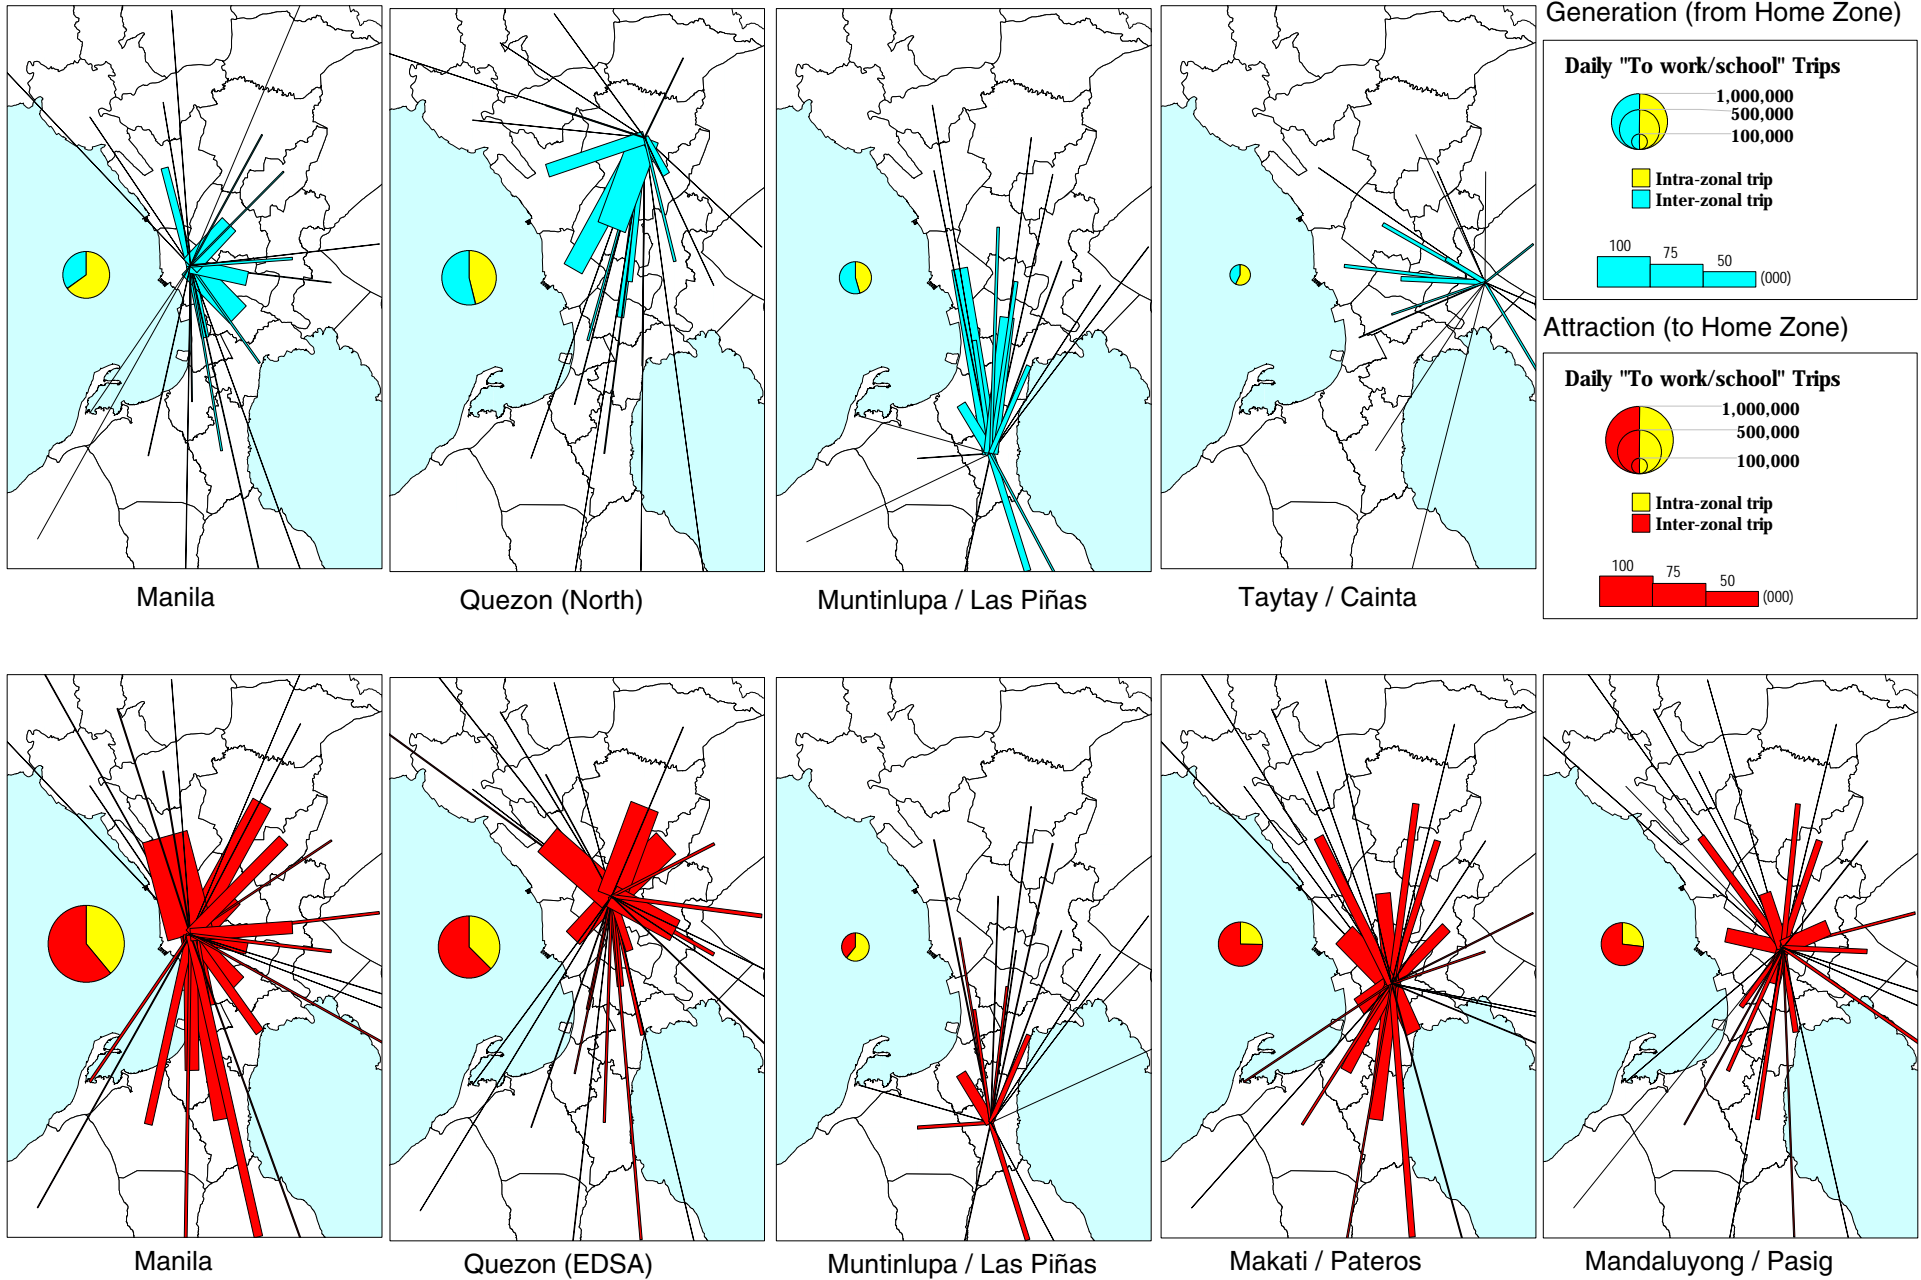 Generation (from Home Zone)
Daily "To work/school" Trips
1,000,000
500,000
100,000
Intra-zonal trip
Inter-zonal trip
100
75
50
(000)
Attraction (to Home Zone)
Daily "To work/school" Trips
1,000,000
500,000
100,000
Intra-zonal trip
Inter-zonal trip
100
75
50
(000)
Manila
Quezon (North)
Muntinlupa / Las Piñas
Taytay / Cainta
Manila
Quezon (EDSA)
Muntinlupa / Las Piñas
Makati / Pateros
Mandaluyong / Pasig